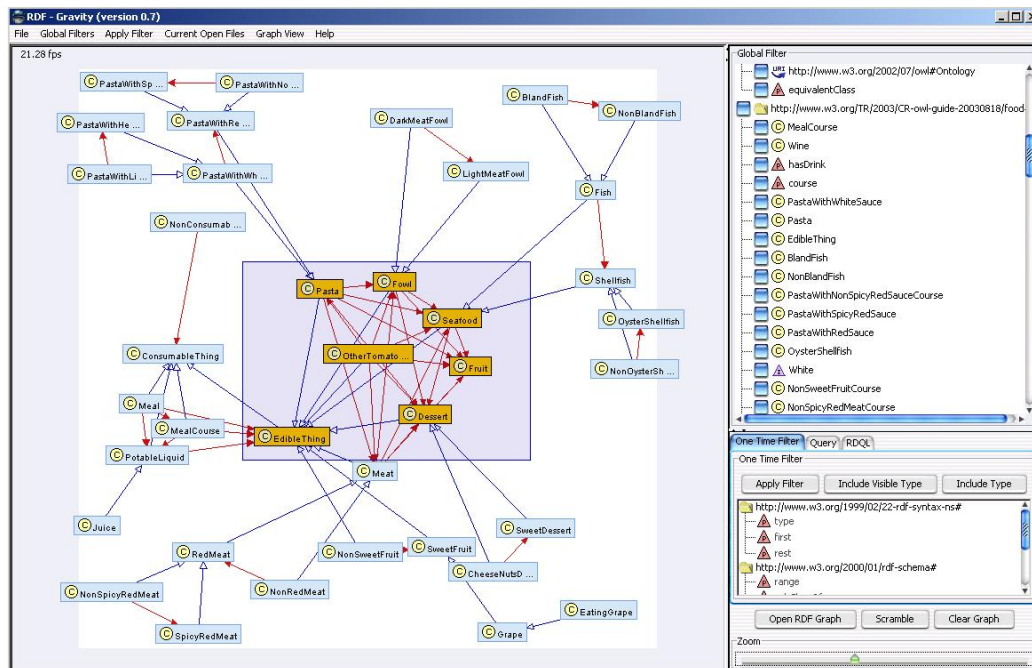 RDF - Gravity (version 0.7)
File Global Filters Apply Filter Current Open Files Graph View Help
21.28 fps
PastaWithSp ...
PastaWithNo ...
PastaWithHe ...
PastaWithRe ...
PastaWithLi ...
PastaWithWh ...
DarkMeatFowl
LightMeatFowl
BlandFish
NonBlandFish
Fish
NonConsumab ...
Shellfish
OysterShellfish
NonOysterSh ...
Pasta
Fowl
Seafood
OtherTomato ...
Fruit
Dessert
EdibleThing
ConsumableThing
Meal
MealCourse
PotableLiquid
Meat
Juice
RedMeat
NonSweetFruit
SweetFruit
SweetDessert
CheeseNutsD ...
NonSpicyRedMeat
NonRedMeat
SpicyRedMeat
Grape
EatingGrape
Global Filter
URI http://www.w3.org/2002/07/owl#Ontology
equivalentClass
http://www.w3.org/TR/2003/CR-owl-guide-20030818/food-
MealCourse
Wine
hasDrink
course
PastaWithWhiteSauce
Pasta
EdibleThing
BlandFish
NonBlandFish
PastaWithNonSpicyRedSauceCourse
PastaWithSpicyRedSauce
PastaWithRedSauce
OysterShellfish
White
NonSweetFruitCourse
NonSpicyRedMeatCourse
One Time Filter Query RDQL
One Time Filter
Apply Filter Include Visible Type Include Type
http://www.w3.org/1999/02/22-rdf-syntax-ns#
type
first
rest
http://www.w3.org/2000/01/rdf-schema#
range
Open RDF Graph Scramble Clear Graph
Zoom